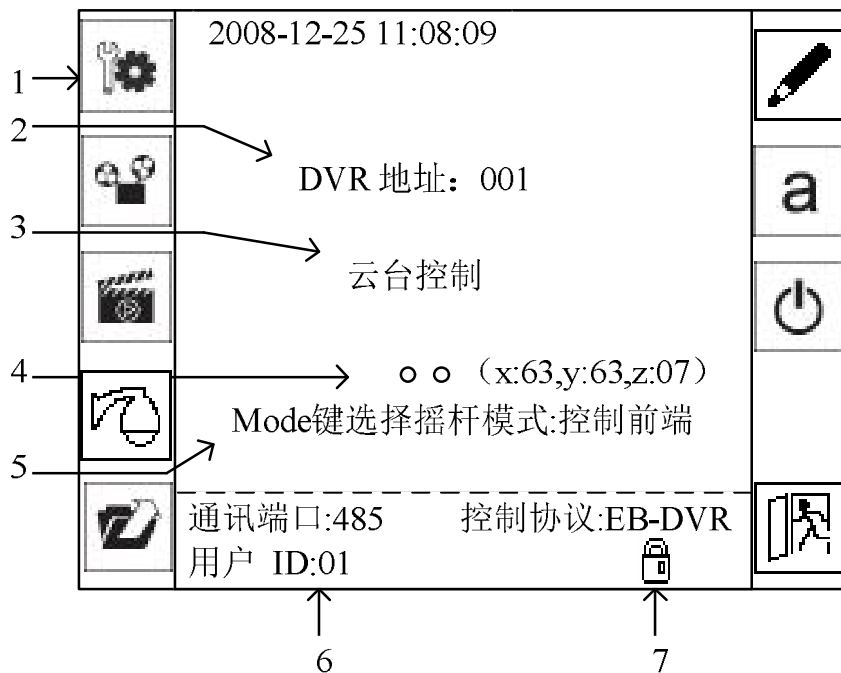 2008-12-25 11:08:09
1
2
DVR 地址：001
a
3
云台控制
4
（x:63,y:63,z:07）
Mode键选择摇杆模式:控制前端
5
通讯端口:485 控制协议:EB-DVR
用户 ID:01
6 7